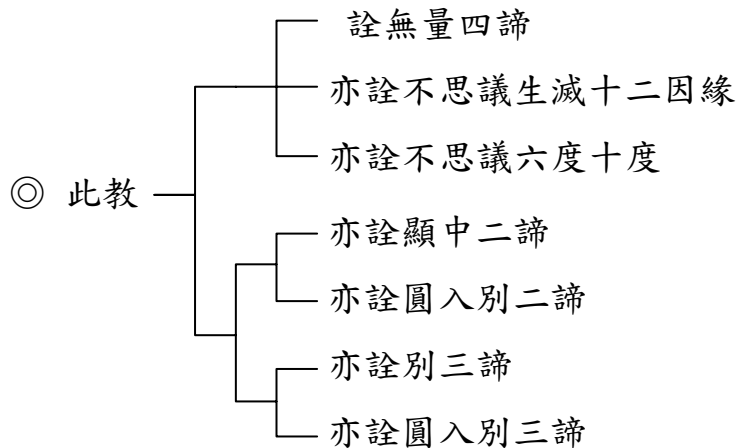 詮無量四諦
亦詮不思議生滅十二因緣
亦詮不思議六度十度
◎ 此教
亦詮顯中二諦
亦詮圓入別二諦
亦詮別三諦
亦詮圓入別三諦